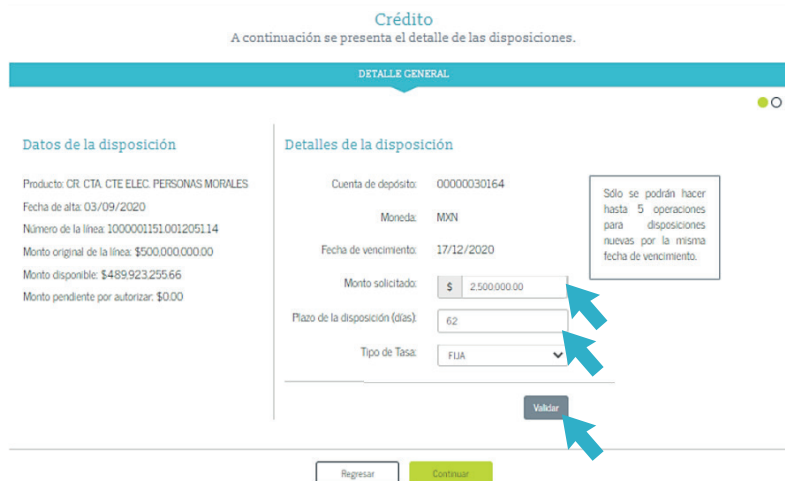 Crédito
A continuación se presenta el detalle de las disposiciones.
DETALLE GENERAL
Datos de la disposición
Producto: CR. CTA. CTE ELEC. PERSONAS MORALES
Fecha de alta: 03/09/2020
Número de la línea: 100000115100120511​4
Monto original de la línea: $500,000,000.00
Monto disponible: $489,923,255.66
Monto pendiente por autorizar: $0.00
Detalles de la disposición
Cuenta de depósito: 00000030164
Moneda: MXN
Fecha de vencimiento: 17/12/2020
Monto solicitado: $ 2.500.000.00
Plazo de la disposición (días): 62
Tipo de Tasa: FIJA
Validar
Sólo se podrán hacer
hasta 5 operaciones
para disposiciones
nuevas por la misma
fecha de vencimiento.
Regresar Continuar